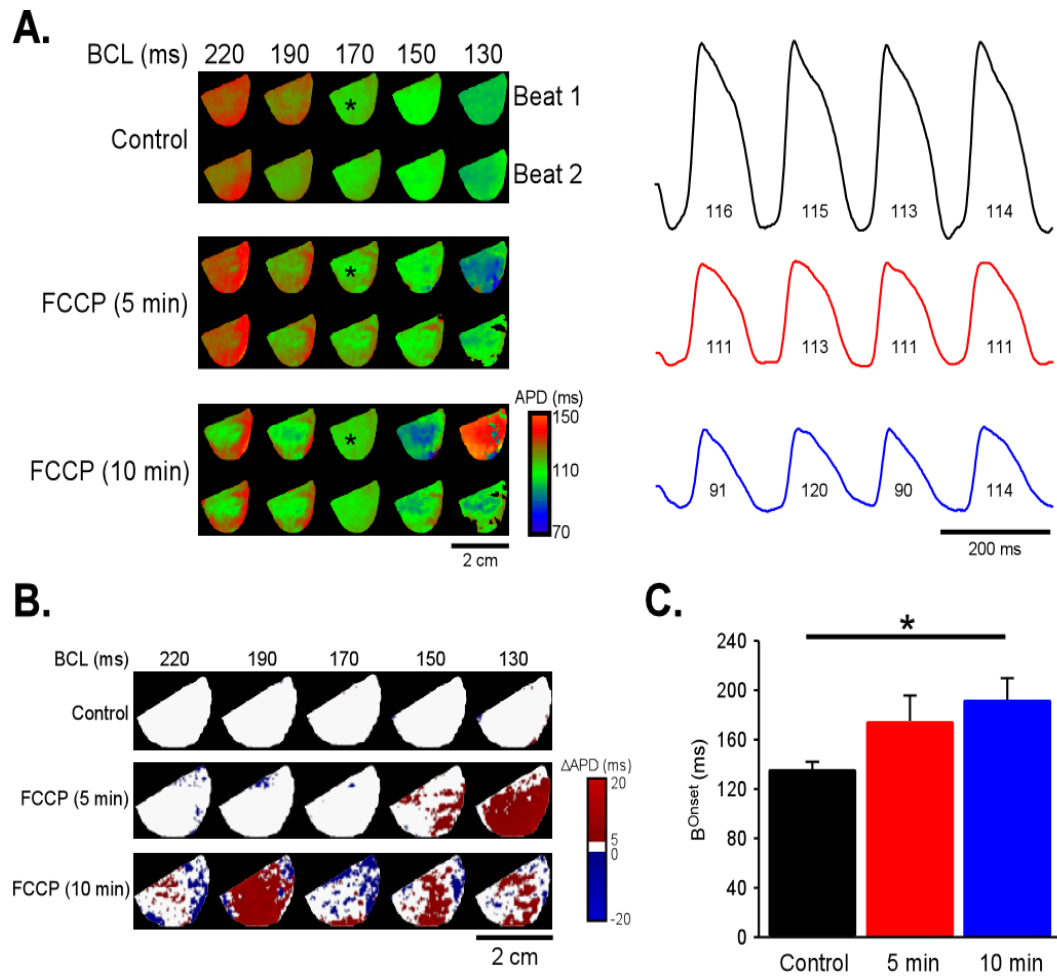 A.
BCL (ms) 220 190 170 150 130
Control
Beat 1
*
Beat 2
116 115 113 114
FCCP (5 min)
*
111 113 111 111
FCCP (10 min)
*
APD (ms)
150
110
70
2 cm
91 120 90 114
200 ms
B.
BCL (ms) 220 190 170 150 130
Control
FCCP (5 min)
FCCP (10 min)
ΔAPD (ms)
20
5
0
-20
2 cm
C.
*
B^Onset (ms)
240
200
160
120
80
40
0
Control 5 min 10 min